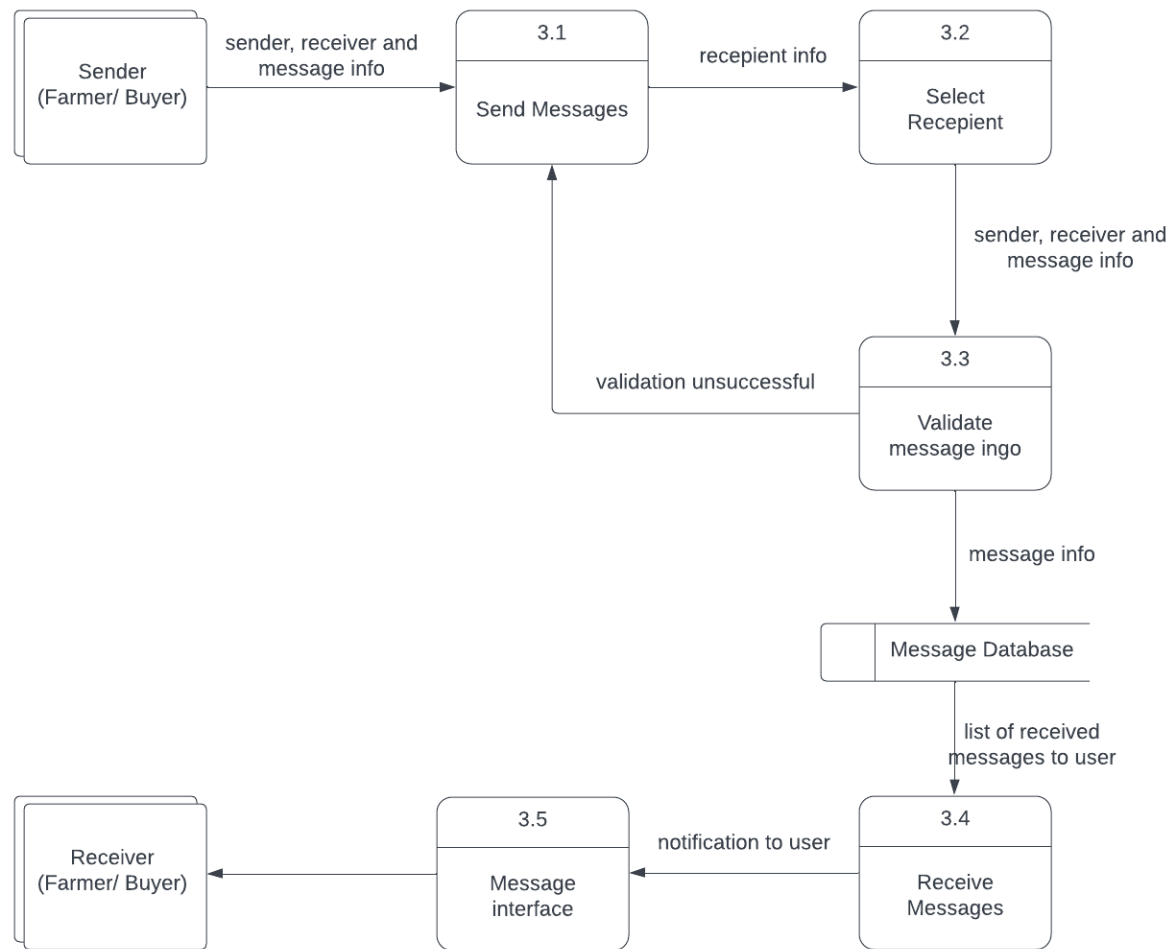 Sender
(Farmer/ Buyer)
sender, receiver and
message info
3.1
Send Messages
recepient info
3.2
Select
Recepient
sender, receiver and
message info
3.3
Validate
message ingo
validation unsuccessful
message info
Message Database
list of received
messages to user
3.4
Receive
Messages
notification to user
3.5
Message
interface
Receiver
(Farmer/ Buyer)